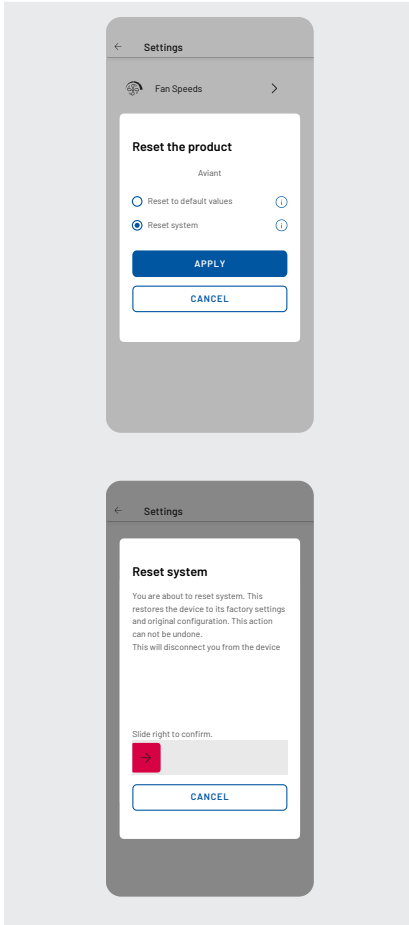 Settings
Fan Speeds
Reset the product
Aviant
Reset to default values
Reset system
APPLY
CANCEL
Settings
Reset system
You are about to reset system. This
restores the device to its factory settings
and original configuration. This action
can not be undone.
This will disconnect you from the device
Slide right to confirm.
CANCEL